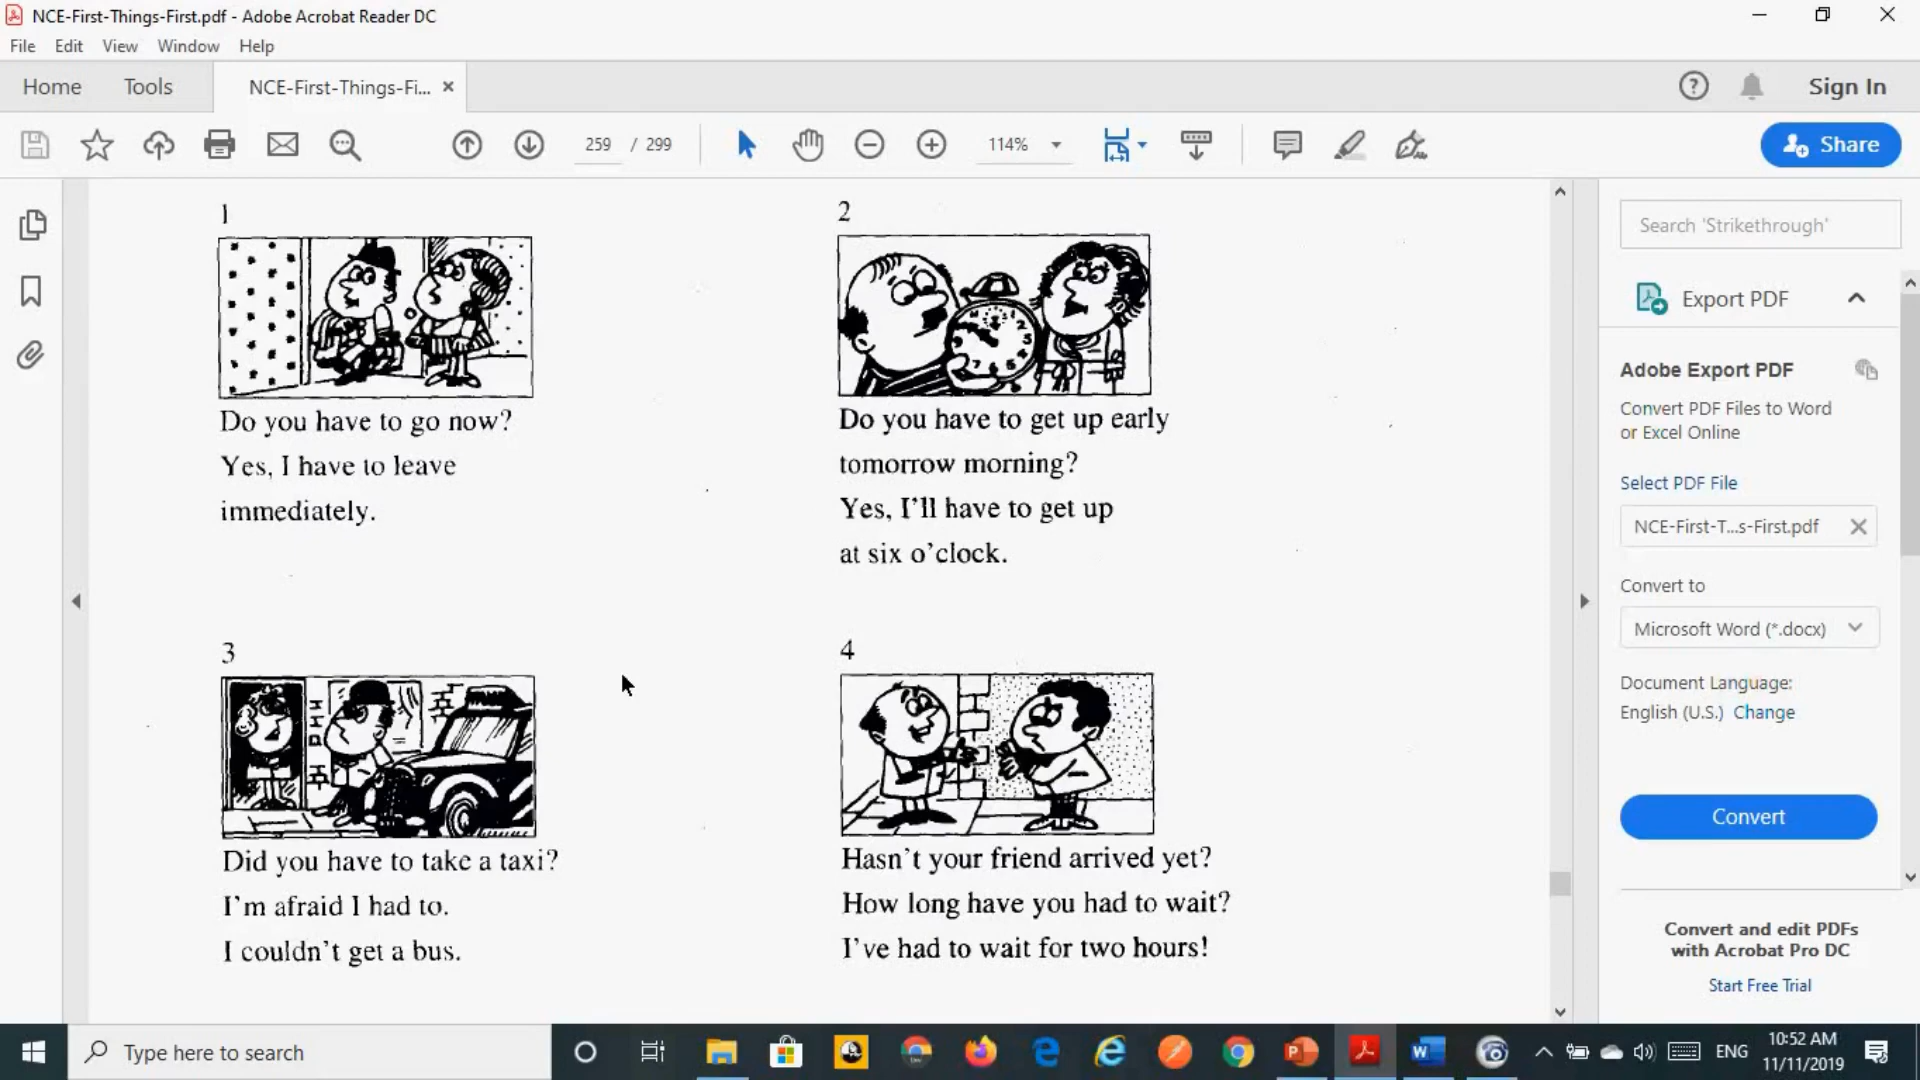 NCE-First-Things-First.pdf - Adobe Acrobat Reader DC
File Edit View Window Help
Home Tools NCE-First-Things-Fi... Sign In
259 / 299 114% Share
Search 'Strikethrough'
Export PDF
Adobe Export PDF
Convert PDF Files to Word
or Excel Online
Select PDF File
NCE-First-T...s-First.pdf
Convert to
Microsoft Word (*.docx)
Document Language:
English (U.S.) Change
Convert
Convert and edit PDFs
with Acrobat Pro DC
Start Free Trial
1
Do you have to go now?
Yes, I have to leave
immediately.
2
Do you have to get up early
tomorrow morning?
Yes, I'll have to get up
at six o'clock.
3
Did you have to take a taxi?
I'm afraid I had to.
I couldn't get a bus.
4
Hasn't your friend arrived yet?
How long have you had to wait?
I've had to wait for two hours!
Type here to search
ENG
10:52 AM
11/11/2019